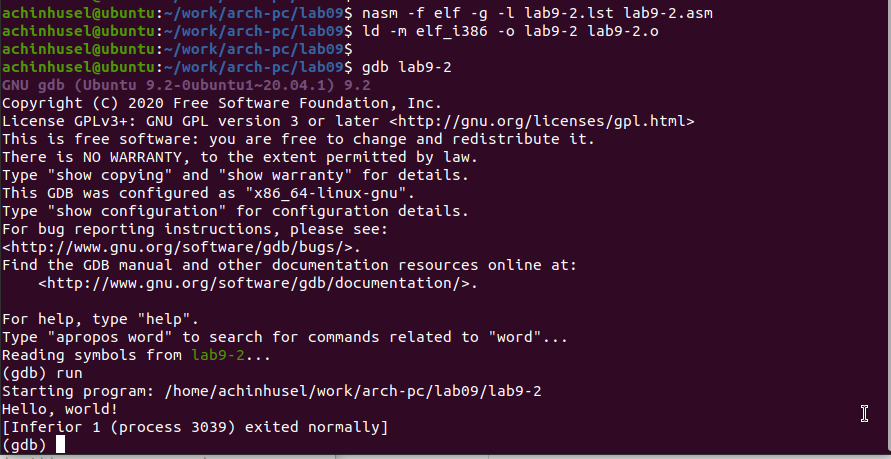 achinhusel@ubuntu:~/work/arch-pc/lab09$ nasm -f elf -g -l lab9-2.lst lab9-2.asm
achinhusel@ubuntu:~/work/arch-pc/lab09$ ld -m elf_i386 -o lab9-2 lab9-2.o
achinhusel@ubuntu:~/work/arch-pc/lab09$
achinhusel@ubuntu:~/work/arch-pc/lab09$ gdb lab9-2
GNU gdb (Ubuntu 9.2-0ubuntu1~20.04.1) 9.2
Copyright (C) 2020 Free Software Foundation, Inc.
License GPLv3+: GNU GPL version 3 or later <http://gnu.org/licenses/gpl.html>
This is free software: you are free to change and redistribute it.
There is NO WARRANTY, to the extent permitted by law.
Type "show copying" and "show warranty" for details.
This GDB was configured as "x86_64-linux-gnu".
Type "show configuration" for configuration details.
For bug reporting instructions, please see:
<http://www.gnu.org/software/gdb/bugs/>.
Find the GDB manual and other documentation resources online at:
    <http://www.gnu.org/software/gdb/documentation/>.

For help, type "help".
Type "apropos word" to search for commands related to "word"...
Reading symbols from lab9-2...
(gdb) run
Starting program: /home/achinhusel/work/arch-pc/lab09/lab9-2
Hello, world!
[Inferior 1 (process 3039) exited normally]
(gdb)